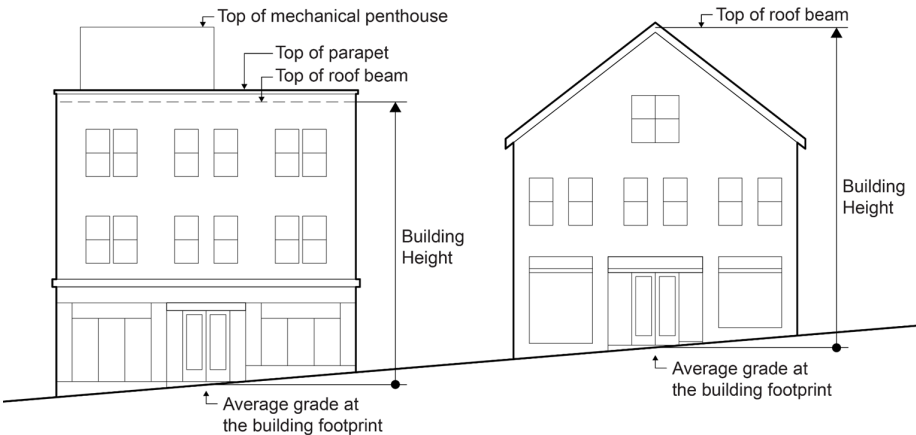 Top of mechanical penthouse
Top of parapet
Top of roof beam
Building
Height
Average grade at
the building footprint
Top of roof beam
Building
Height
Average grade at
the building footprint